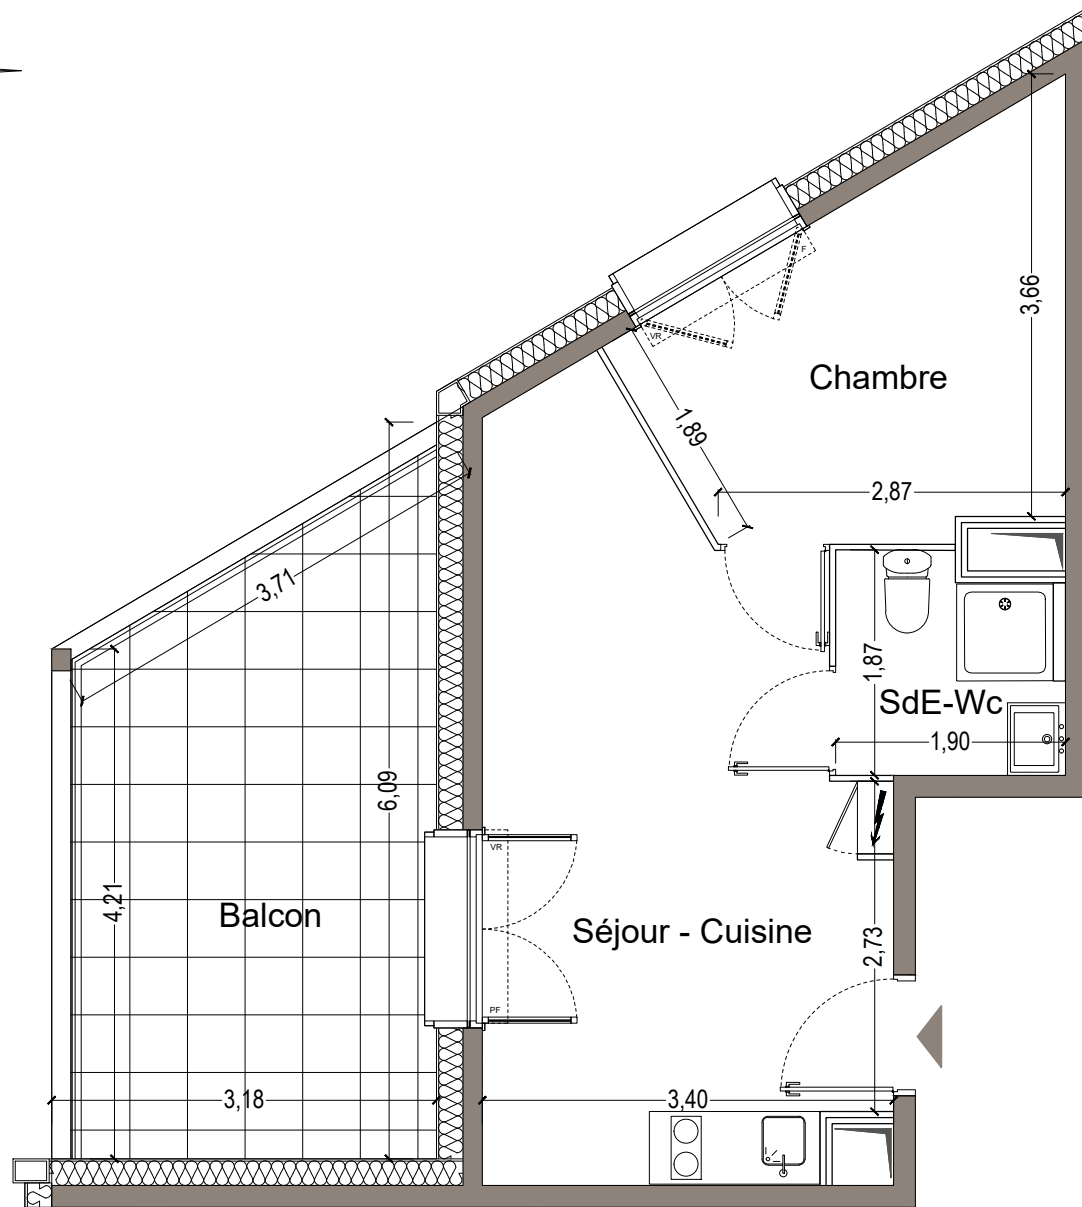 F
VR
3,66
Chambre
1,89
2,87
3,71
1,87
SdE-Wc
1,90
6,09
VR
4,21
Balcon
Séjour - Cuisine
2,73
PF
3,18
3,40